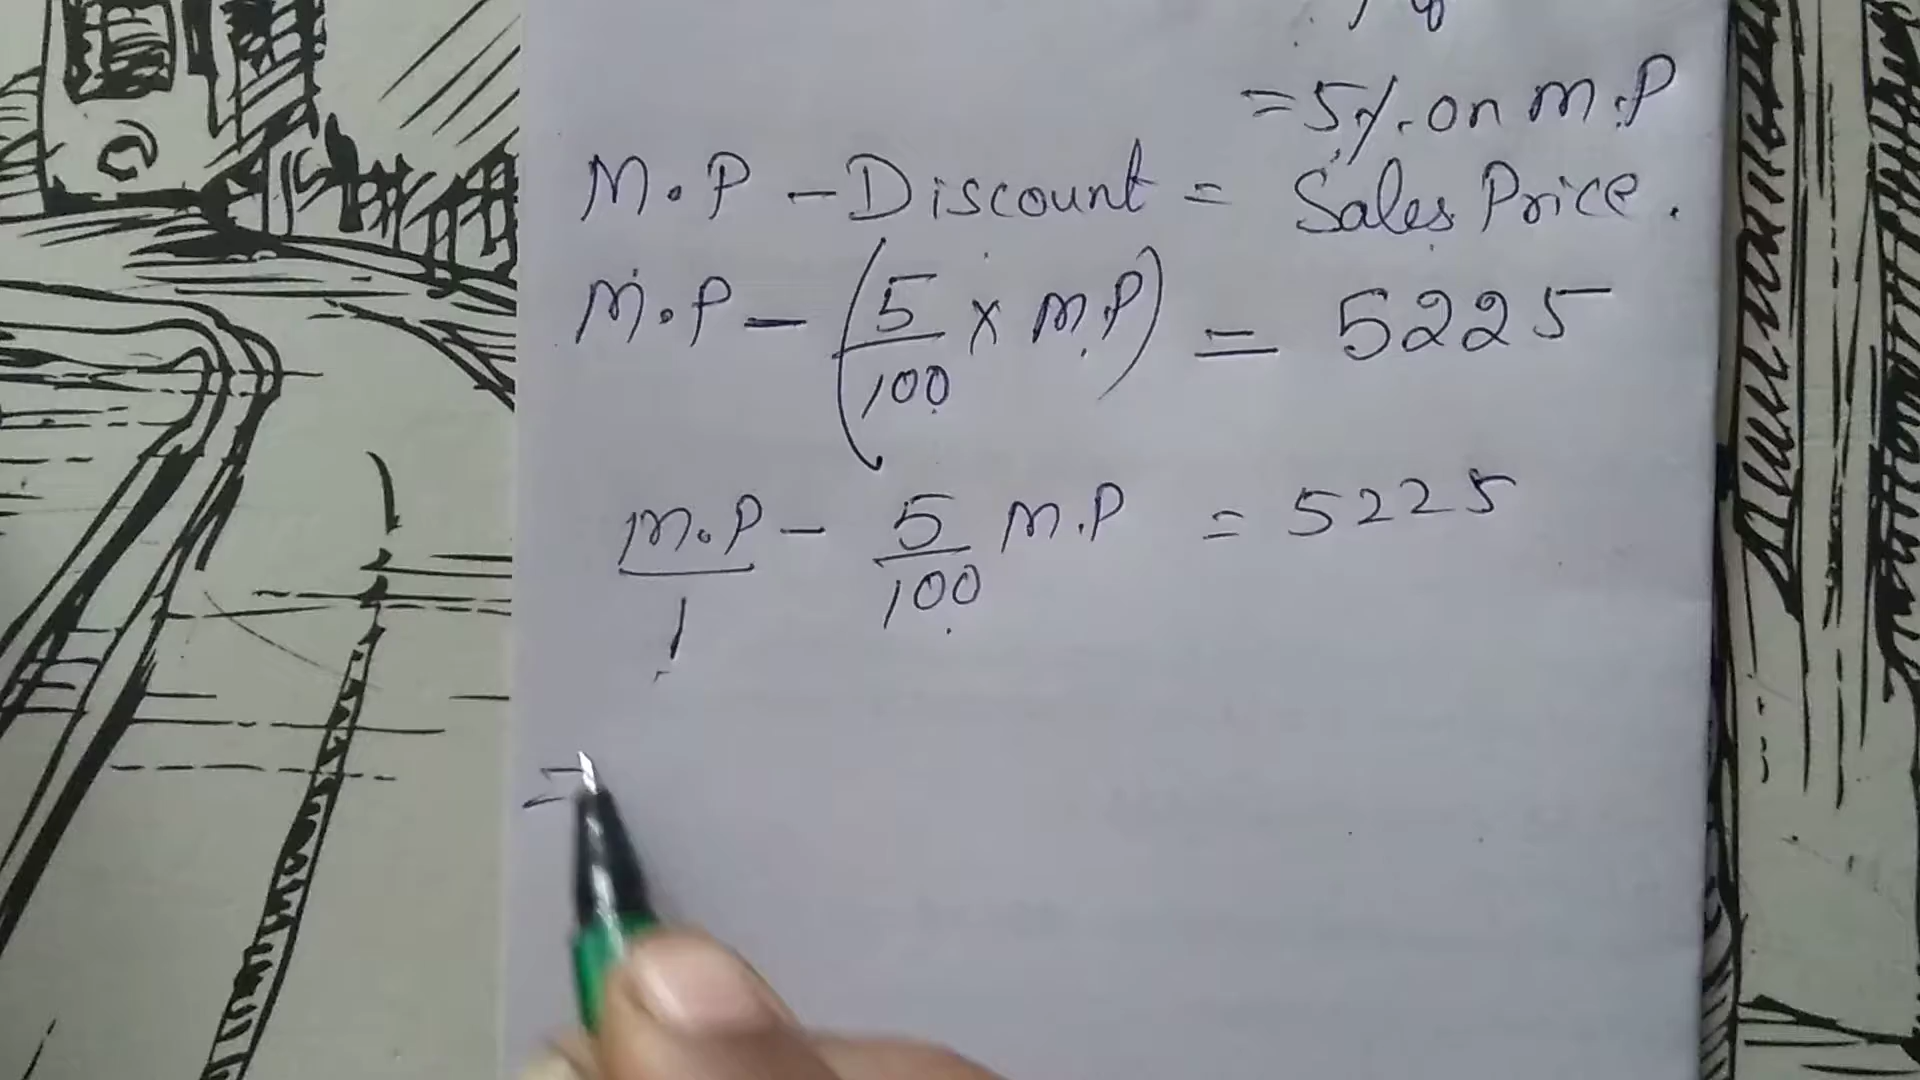 = 5%. on M.P
M.P - Discount = Sales Price.
M.P - (5/100 × M.P) = 5225
M.P/1 - 5/100 M.P = 5225
=